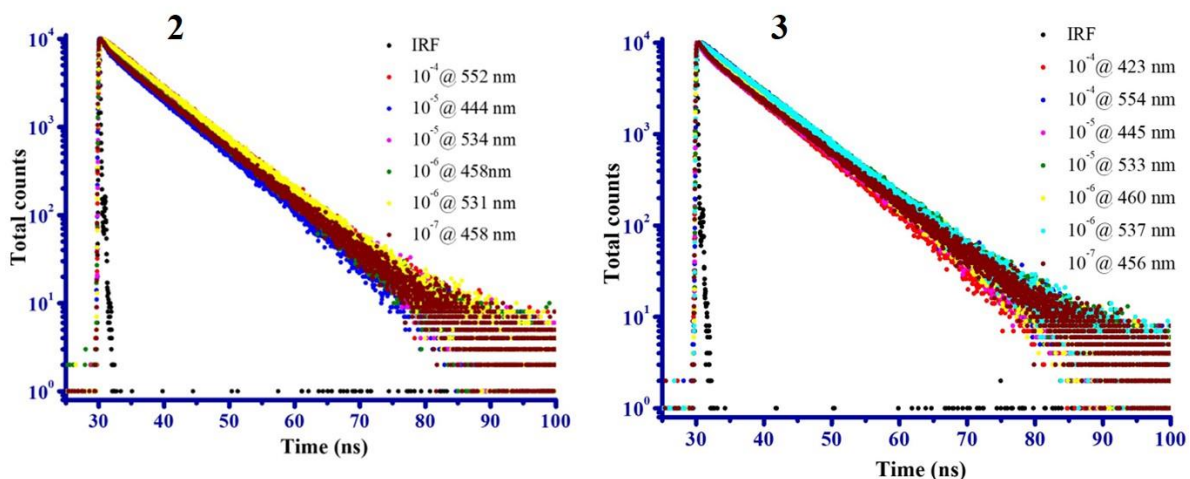 2
Total counts
10⁴
10³
10²
10¹
10⁰
IRF
10⁻⁴@ 552 nm
10⁻⁵@ 444 nm
10⁻⁵@ 534 nm
10⁻⁶@ 458nm
10⁻⁶@ 531 nm
10⁻⁷@ 458 nm
30 40 50 60 70 80 90 100
Time (ns)
3
Total counts
10⁴
10³
10²
10¹
10⁰
IRF
10⁻⁴@ 423 nm
10⁻⁴@ 554 nm
10⁻⁵@ 445 nm
10⁻⁵@ 533 nm
10⁻⁶@ 460 nm
10⁻⁶@ 537 nm
10⁻⁷@ 456 nm
30 40 50 60 70 80 90 100
Time (ns)